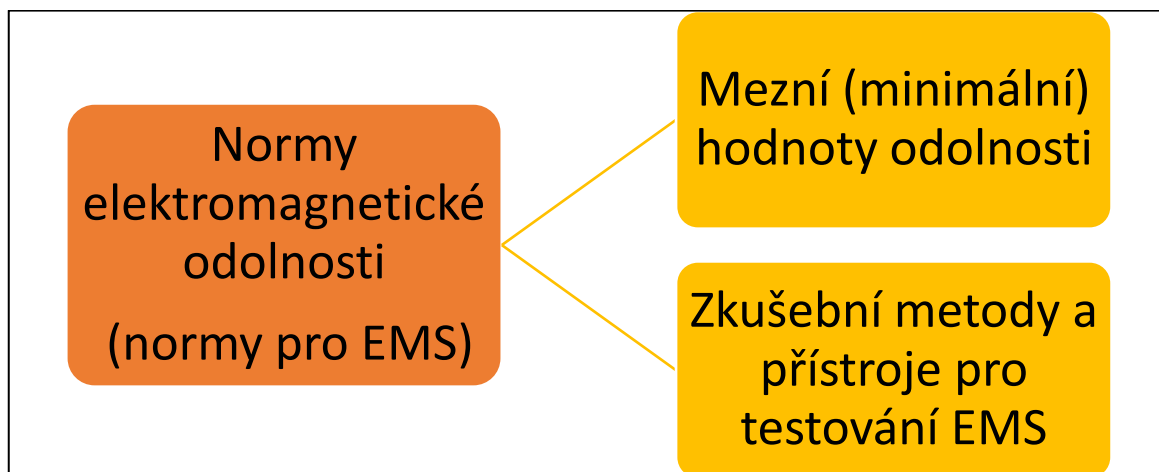 Normy
elektromagnetické
odolnosti
(normy pro EMS)
Mezní (minimální)
hodnoty odolnosti
Zkušební metody a
přístroje pro
testování EMS